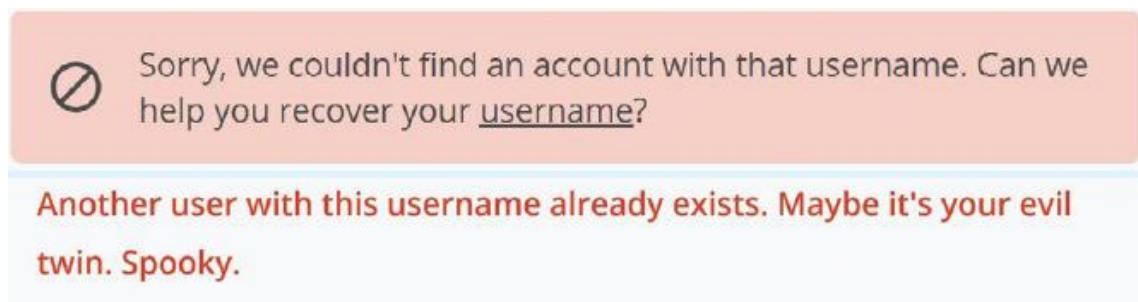 Sorry, we couldn't find an account with that username. Can we
help you recover your username?
Another user with this username already exists. Maybe it's your evil
twin. Spooky.